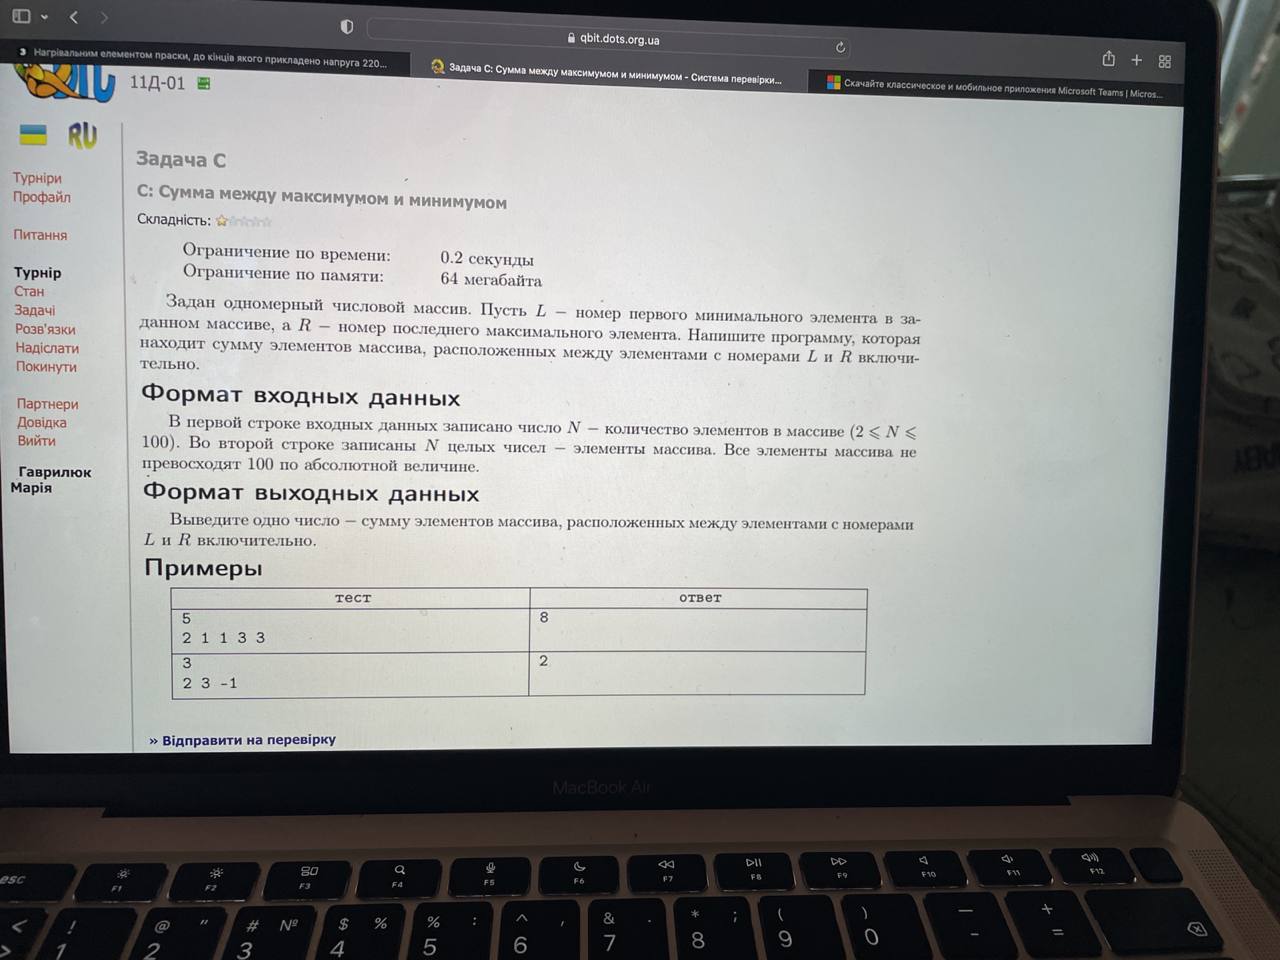 qbit.dots.org.ua
Нагрівальним елементом праски, до кінців якого прикладено напруга 220...
Задача C: Сумма между максимумом и минимумом - Система перевірки...
Скачайте классическое и мобильное приложения Microsoft Teams | Micros...
11Д-01
RU
Турніри
Профайл
Питання
Турнір
Стан
Задачі
Розв'язки
Надіслати
Покинути
Партнери
Довідка
Вийти
Гаврилюк
Марія
Задача C
C: Сумма между максимумом и минимумом
Складність:
Ограничение по времени: 0.2 секунды
Ограничение по памяти: 64 мегабайта
Задан одномерный числовой массив. Пусть L – номер первого минимального элемента в за-
данном массиве, а R – номер последнего максимального элемента. Напишите программу, которая
находит сумму элементов массива, расположенных между элементами с номерами L и R включи-
тельно.
Формат входных данных
В первой строке входных данных записано число N – количество элементов в массиве (2 ⩽ N ⩽
100). Во второй строке записаны N целых чисел – элементы массива. Все элементы массива не
превосходят 100 по абсолютной величине.
Формат выходных данных
Выведите одно число – сумму элементов массива, расположенных между элементами с номерами
L и R включительно.
Примеры
тест ответ
5 8
2 1 1 3 3
3 2
2 3 -1
» Відправити на перевірку
MacBook Air
esc F1 F2 F3 F4 F5 F6 F7 F8 F9 F10 F11 F12
< ! @ " # № $ % % : ^ , & . * ; ( ) — +
> 1 2 3 4 5 6 7 8 9 0 - =